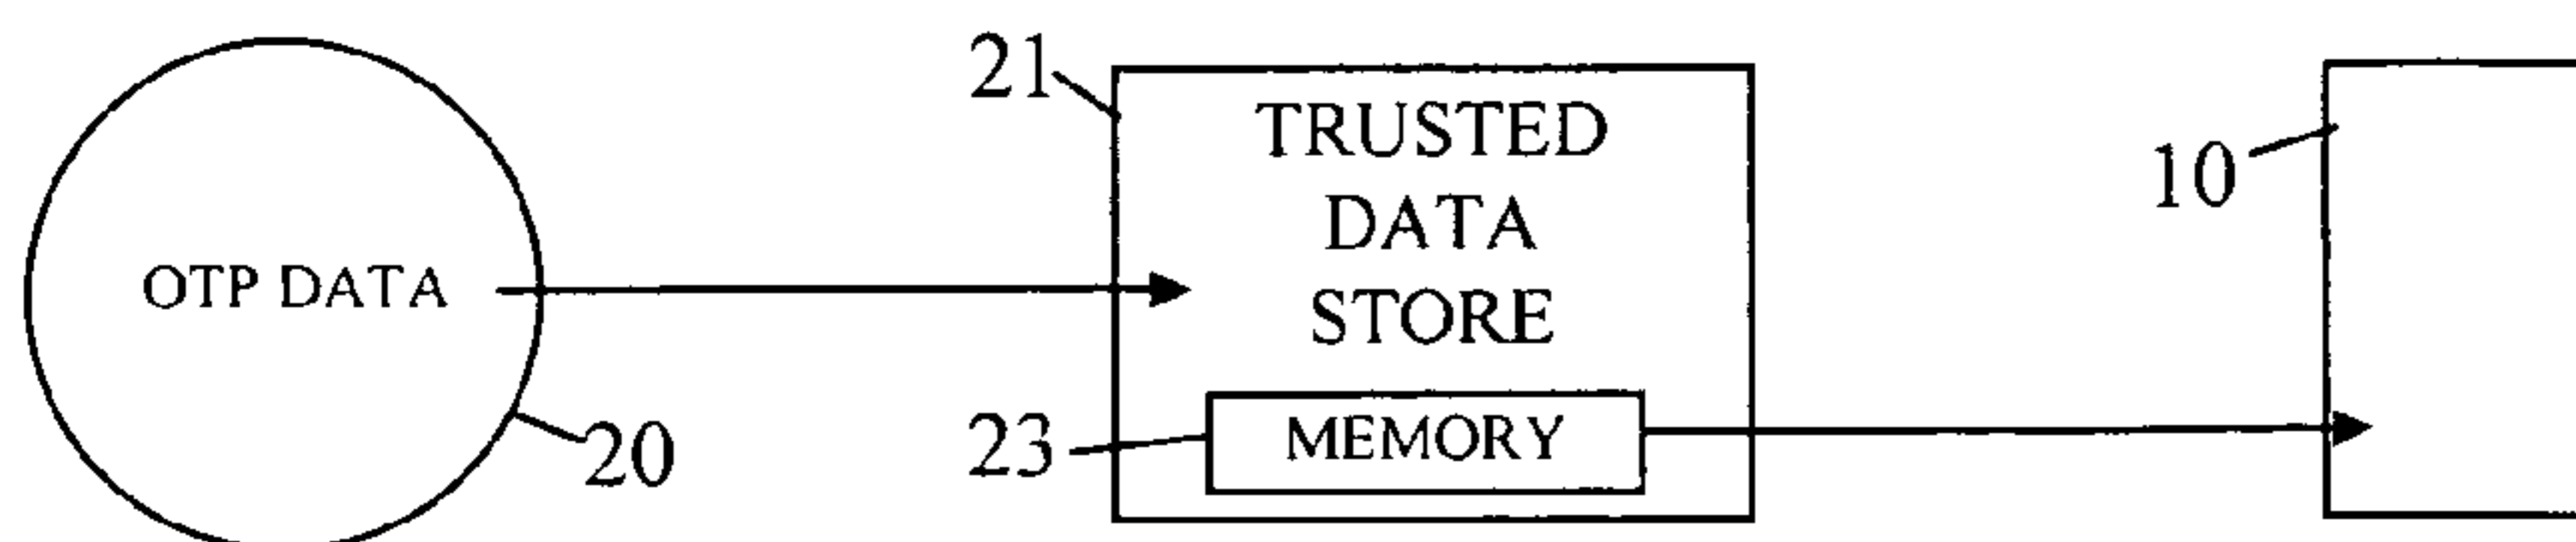 21
TRUSTED
DATA
STORE
10
OTP DATA
20
23
MEMORY